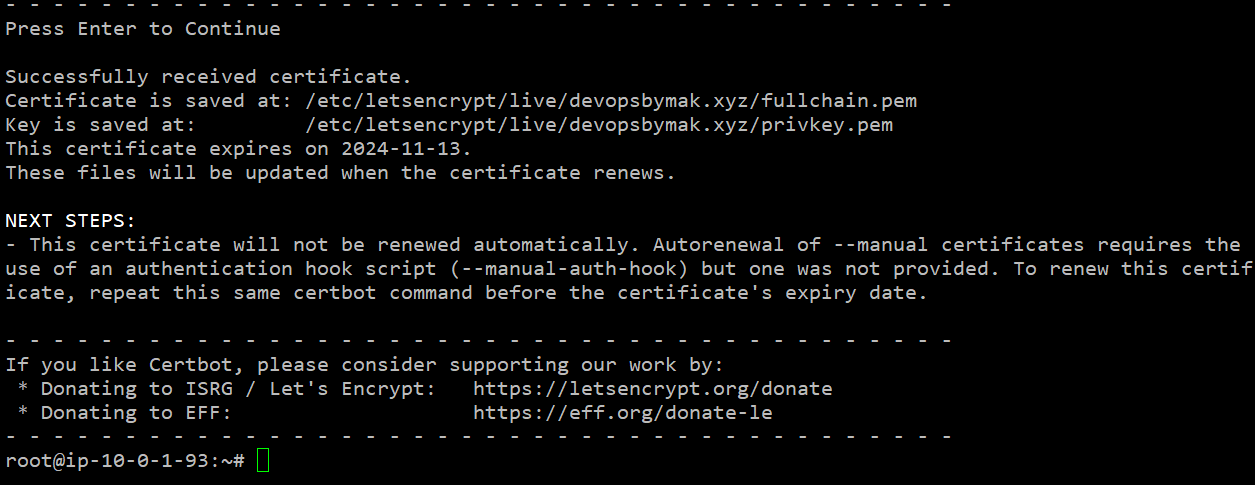 - - - - - - - - - - - - - - - - - - - - - - - - - - - - - - - - - - - - - - - -
Press Enter to Continue
Successfully received certificate.
Certificate is saved at: /etc/letsencrypt/live/devopsbymak.xyz/fullchain.pem
Key is saved at:         /etc/letsencrypt/live/devopsbymak.xyz/privkey.pem
This certificate expires on 2024-11-13.
These files will be updated when the certificate renews.
NEXT STEPS:
- This certificate will not be renewed automatically. Autorenewal of --manual certificates requires the
use of an authentication hook script (--manual-auth-hook) but one was not provided. To renew this certif
icate, repeat this same certbot command before the certificate's expiry date.
- - - - - - - - - - - - - - - - - - - - - - - - - - - - - - - - - - - - - - - -
If you like Certbot, please consider supporting our work by:
 * Donating to ISRG / Let's Encrypt:   https://letsencrypt.org/donate
 * Donating to EFF:                    https://eff.org/donate-le
- - - - - - - - - - - - - - - - - - - - - - - - - - - - - - - - - - - - - - - -
root@ip-10-0-1-93:~#